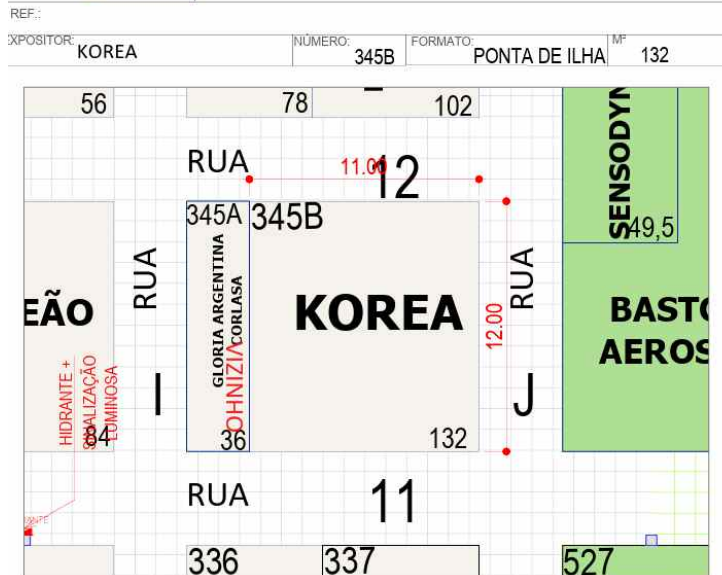 REF.:
EXPOSITOR:
KOREA
NÚMERO:
345B
FORMATO:
PONTA DE ILHA
M²
132
56
78
102
RUA
12
11.00
345A
345B
SENSODYN
49,5
EÃO
RUA
GLORIA ARGENTINA
CORLASA
VIZINHO
KOREA
12.00
RUA
BASTO
AEROS
HIDRANTE +
SINALIZAÇÃO
LUMINOSA
84
I
36
132
J
RUA
11
336
337
527